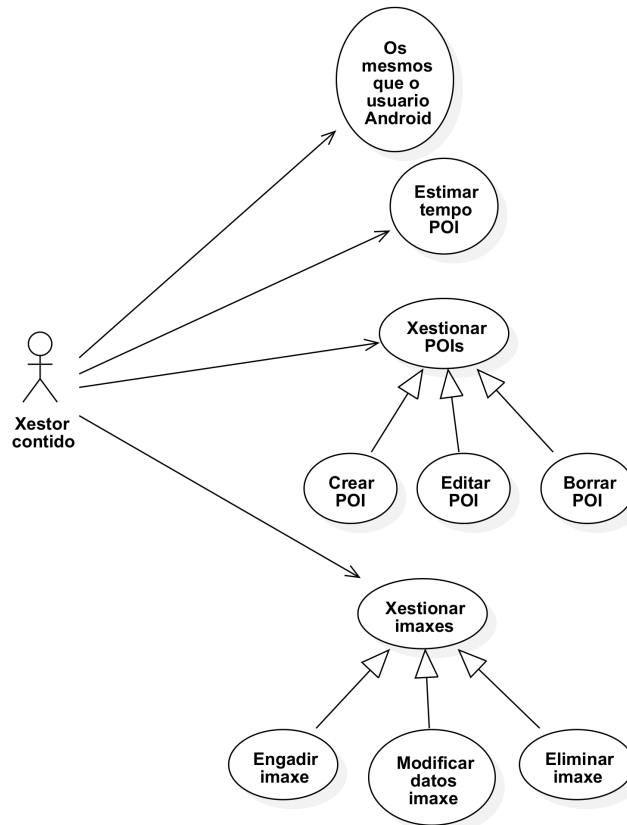 Os
mesmos
que o
usuario
Android
Estimar
tempo
POI
Xestionar
POIs
Xestor
contido
Crear
POI
Editar
POI
Borrar
POI
Xestionar
imaxes
Engadir
imaxe
Modificar
datos
imaxe
Eliminar
imaxe